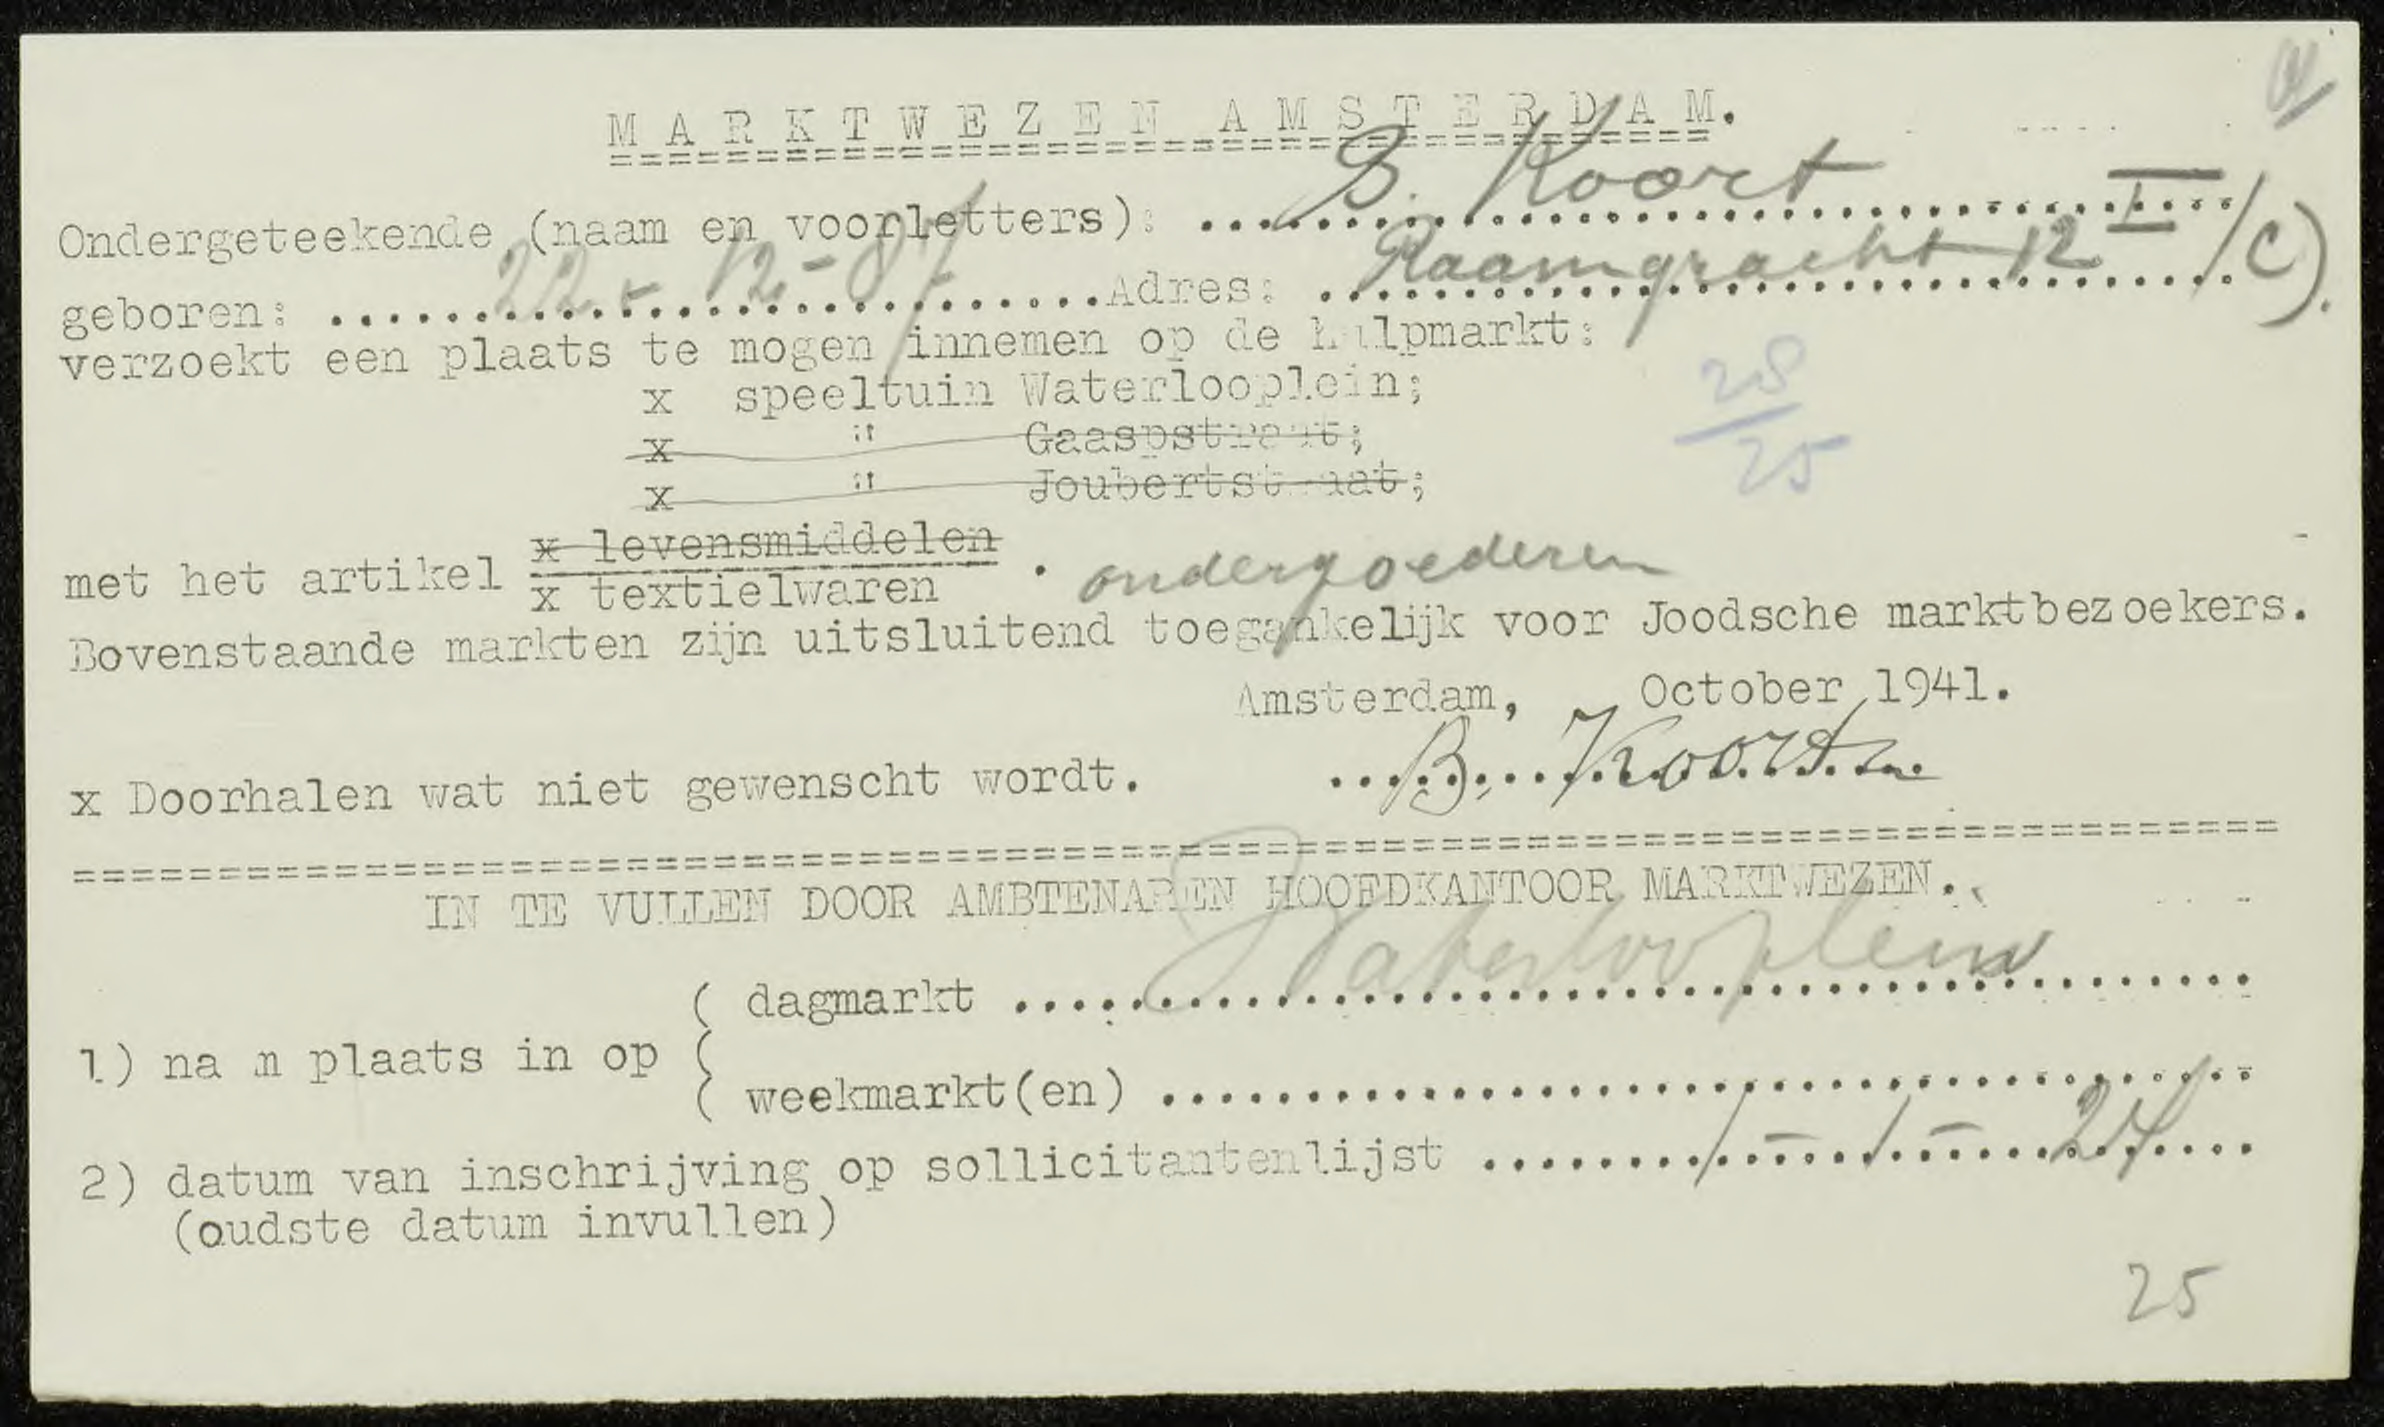 MARKTWEZEN AMSTERDAM.
Ondergeteekende (naam en voorletters): B. Koort
geboren: 22-12-87 Adres: Raamgracht 12 I /C).
verzoekt een plaats te mogen innemen op de hulpmarkt:
x speeltuin Waterlooplein;
x " Gaaspstraat;
x " Joubertstraat;
28
25
x levensmiddelen
met het artikel x textielwaren . ondergoederen
Bovenstaande markten zijn uitsluitend toegankelijk voor Joodsche marktbezoekers.
Amsterdam, October 1941.
x Doorhalen wat niet gewenscht wordt. B. Koort
IN TE VULLEN DOOR AMBTENAREN HOOFDKANTOOR MARKTWEZEN.
( dagmarkt Waterlooplein
1) nam plaats in op (
( weekmarkt(en)
2) datum van inschrijving op sollicitantenlijst 1-1-24
(oudste datum invullen)
25